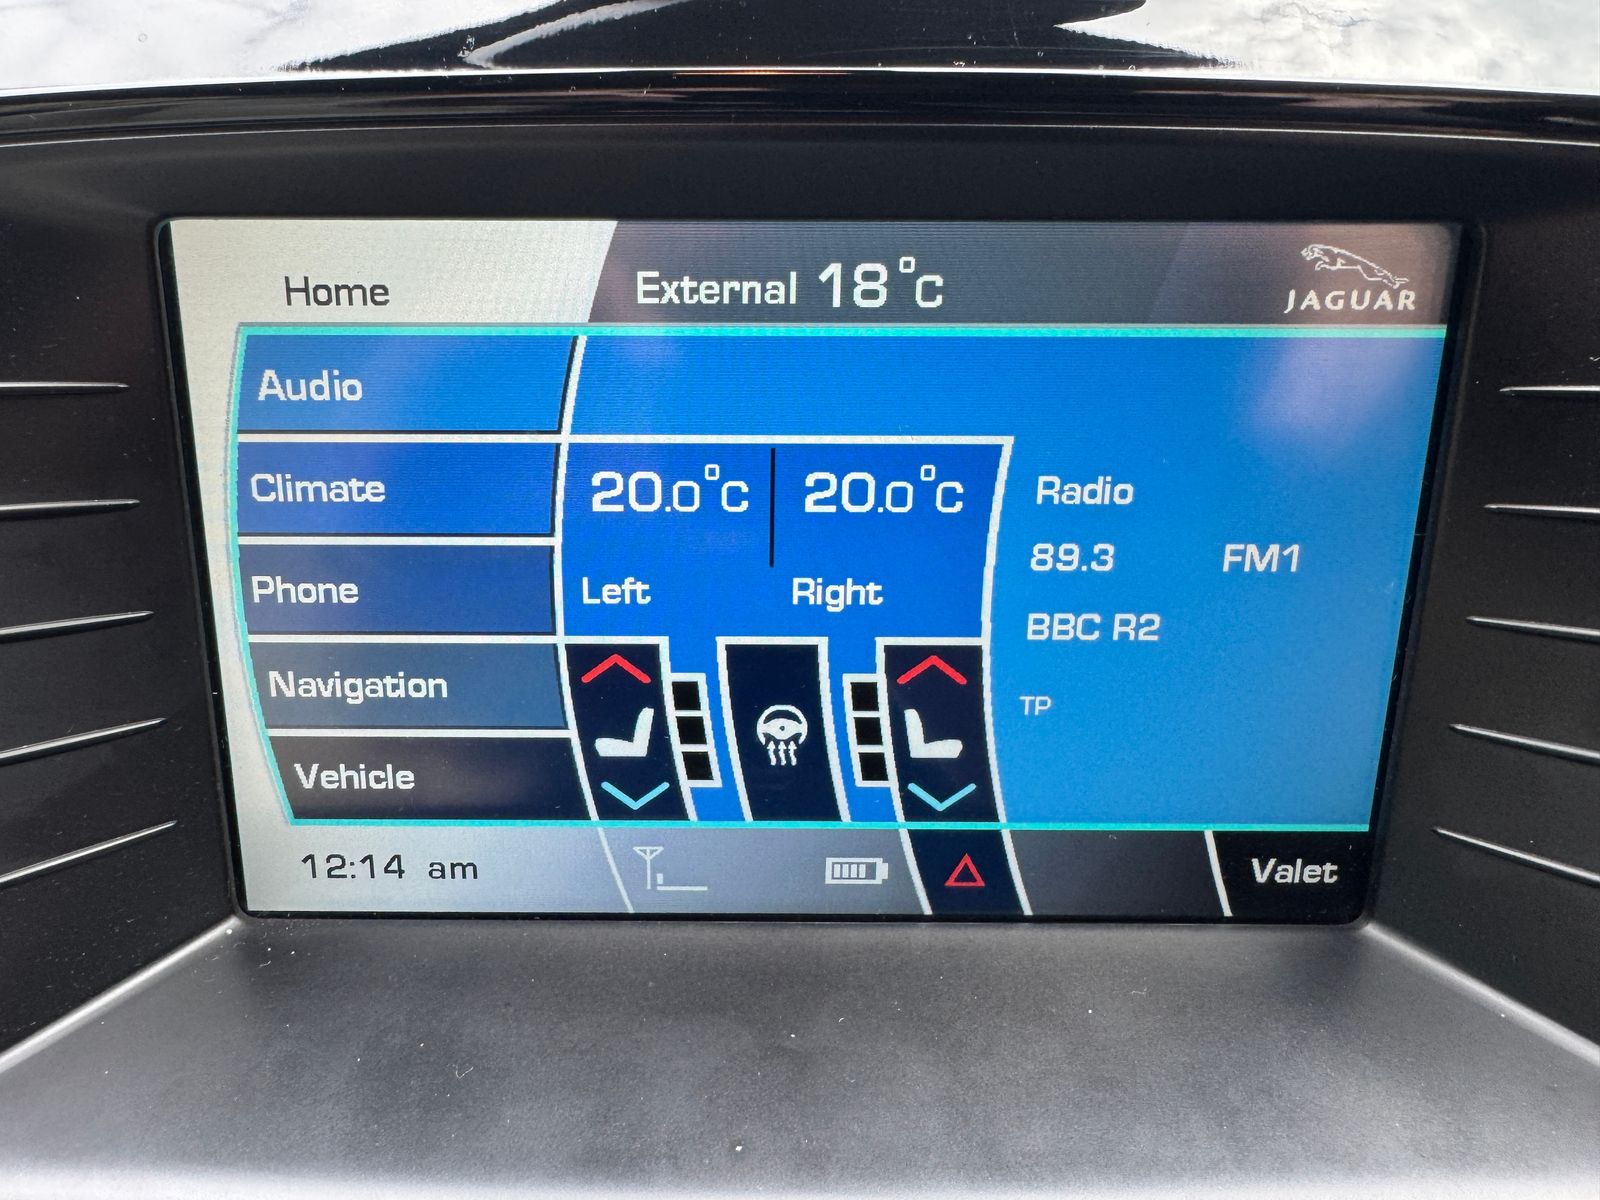 Home
External 18°C
JAGUAR
Audio
Climate
20.0°C
20.0°C
Left
Right
Radio
89.3 FM1
BBC R2
TP
Phone
Navigation
Vehicle
12:14 am
Valet